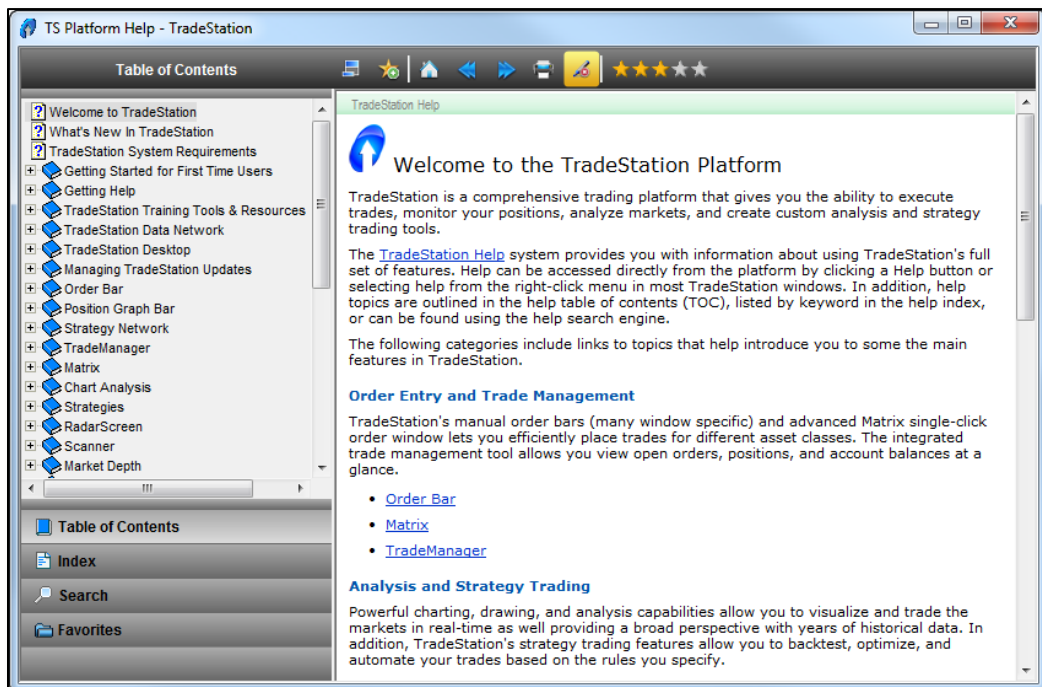 TS Platform Help - TradeStation
Table of Contents
Welcome to TradeStation
What's New In TradeStation
TradeStation System Requirements
Getting Started for First Time Users
Getting Help
TradeStation Training Tools & Resources
TradeStation Data Network
TradeStation Desktop
Managing TradeStation Updates
Order Bar
Position Graph Bar
Strategy Network
TradeManager
Matrix
Chart Analysis
Strategies
RadarScreen
Scanner
Market Depth
Table of Contents
Index
Search
Favorites
TradeStation Help
Welcome to the TradeStation Platform
TradeStation is a comprehensive trading platform that gives you the ability to execute
trades, monitor your positions, analyze markets, and create custom analysis and strategy
trading tools.
The TradeStation Help system provides you with information about using TradeStation's full
set of features. Help can be accessed directly from the platform by clicking a Help button or
selecting help from the right-click menu in most TradeStation windows. In addition, help
topics are outlined in the help table of contents (TOC), listed by keyword in the help index,
or can be found using the help search engine.
The following categories include links to topics that help introduce you to some the main
features in TradeStation.
Order Entry and Trade Management
TradeStation's manual order bars (many window specific) and advanced Matrix single-click
order window lets you efficiently place trades for different asset classes. The integrated
trade management tool allows you view open orders, positions, and account balances at a
glance.
• Order Bar
• Matrix
• TradeManager
Analysis and Strategy Trading
Powerful charting, drawing, and analysis capabilities allow you to visualize and trade the
markets in real-time as well providing a broad perspective with years of historical data. In
addition, TradeStation's strategy trading features allow you to backtest, optimize, and
automate your trades based on the rules you specify.